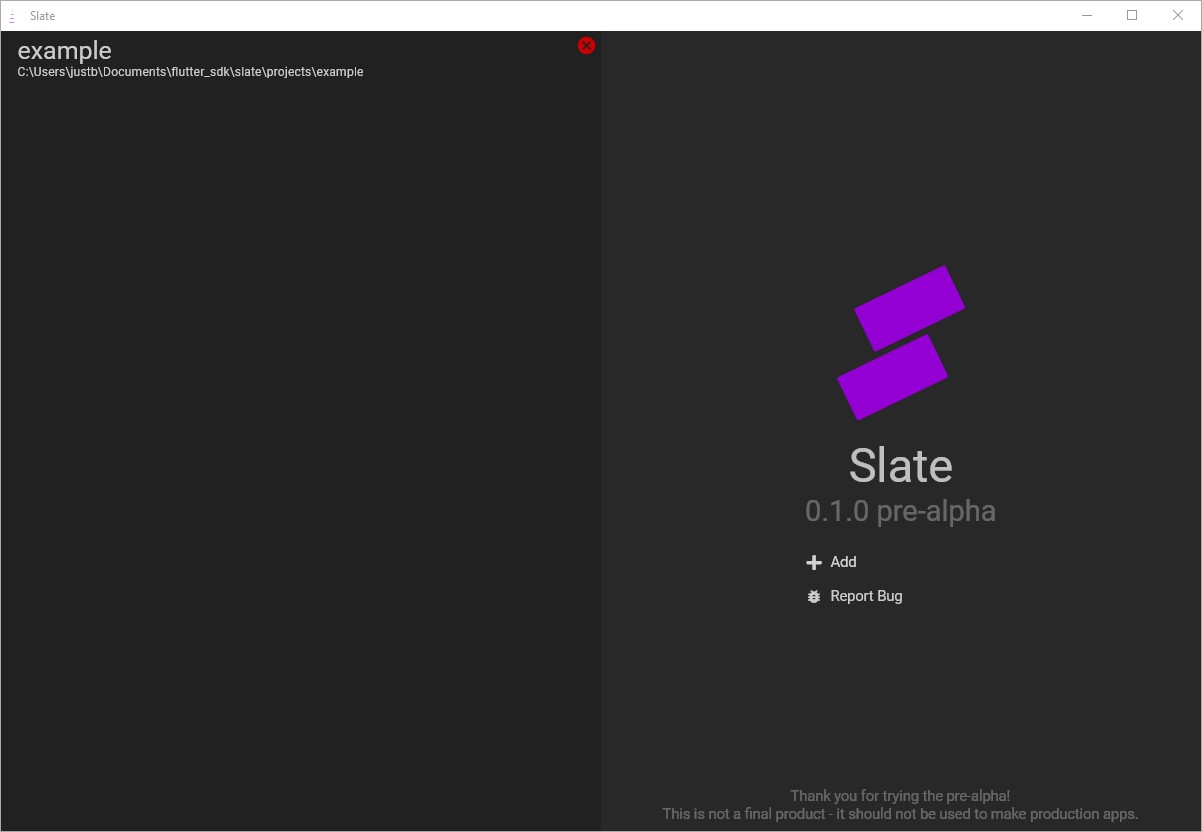 Slate
example
C:\Users\justb\Documents\flutter_sdk\slate\projects\example
Slate
0.1.0 pre-alpha
Add
Report Bug
Thank you for trying the pre-alpha!
This is not a final product - it should not be used to make production apps.